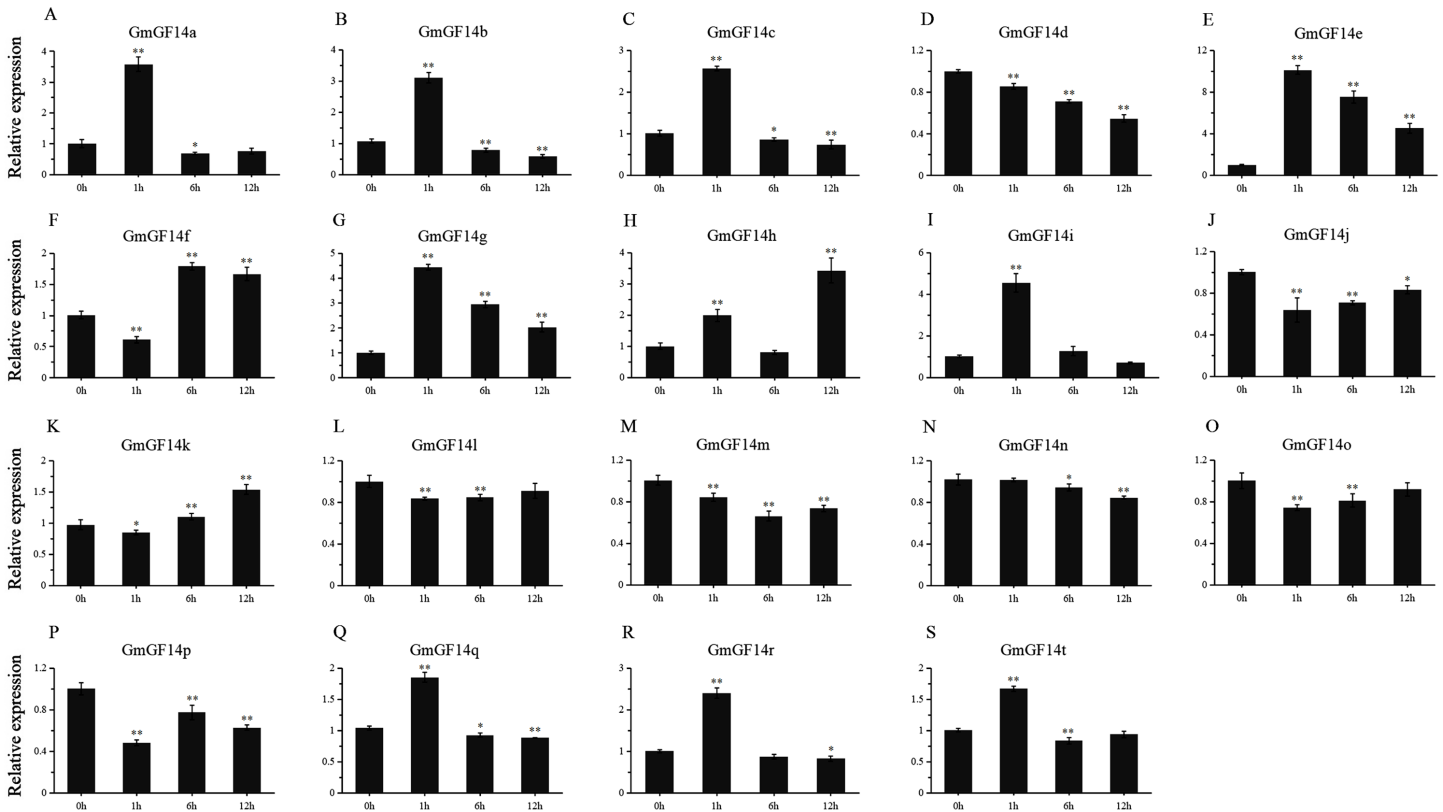 A B C D E
GmGF14a GmGF14b GmGF14c GmGF14d GmGF14e
Relative expression
4 3 2 1 0
** *
0h 1h 6h 12h
4 3 2 1 0
** ** **
0h 1h 6h 12h
3 2 1 0
** * **
0h 1h 6h 12h
1.2 0.8 0.4 0
** ** **
0h 1h 6h 12h
12 8 4 0
** ** **
0h 1h 6h 12h
F G H I J
GmGF14f GmGF14g GmGF14h GmGF14i GmGF14j
Relative expression
2 1.5 1 0.5 0
** ** **
0h 1h 6h 12h
5 4 3 2 1 0
** ** **
0h 1h 6h 12h
4 3 2 1 0
** **
0h 1h 6h 12h
6 4 2 0
**
0h 1h 6h 12h
1.2 0.8 0.4 0
** ** *
0h 1h 6h 12h
K L M N O
GmGF14k GmGF14l GmGF14m GmGF14n GmGF14o
Relative expression
2 1.5 1 0.5 0
* ** **
0h 1h 6h 12h
1.2 0.8 0.4 0
** **
0h 1h 6h 12h
1.2 0.8 0.4 0
** ** **
0h 1h 6h 12h
1.2 0.8 0.4 0
* **
0h 1h 6h 12h
1.2 0.8 0.4 0
** **
0h 1h 6h 12h
P Q R S
GmGF14p GmGF14q GmGF14r GmGF14t
Relative expression
1.2 0.8 0.4 0
** ** **
0h 1h 6h 12h
2 1.5 1 0.5 0
** * **
0h 1h 6h 12h
3 2 1 0
** *
0h 1h 6h 12h
2 1.5 1 0.5 0
** **
0h 1h 6h 12h